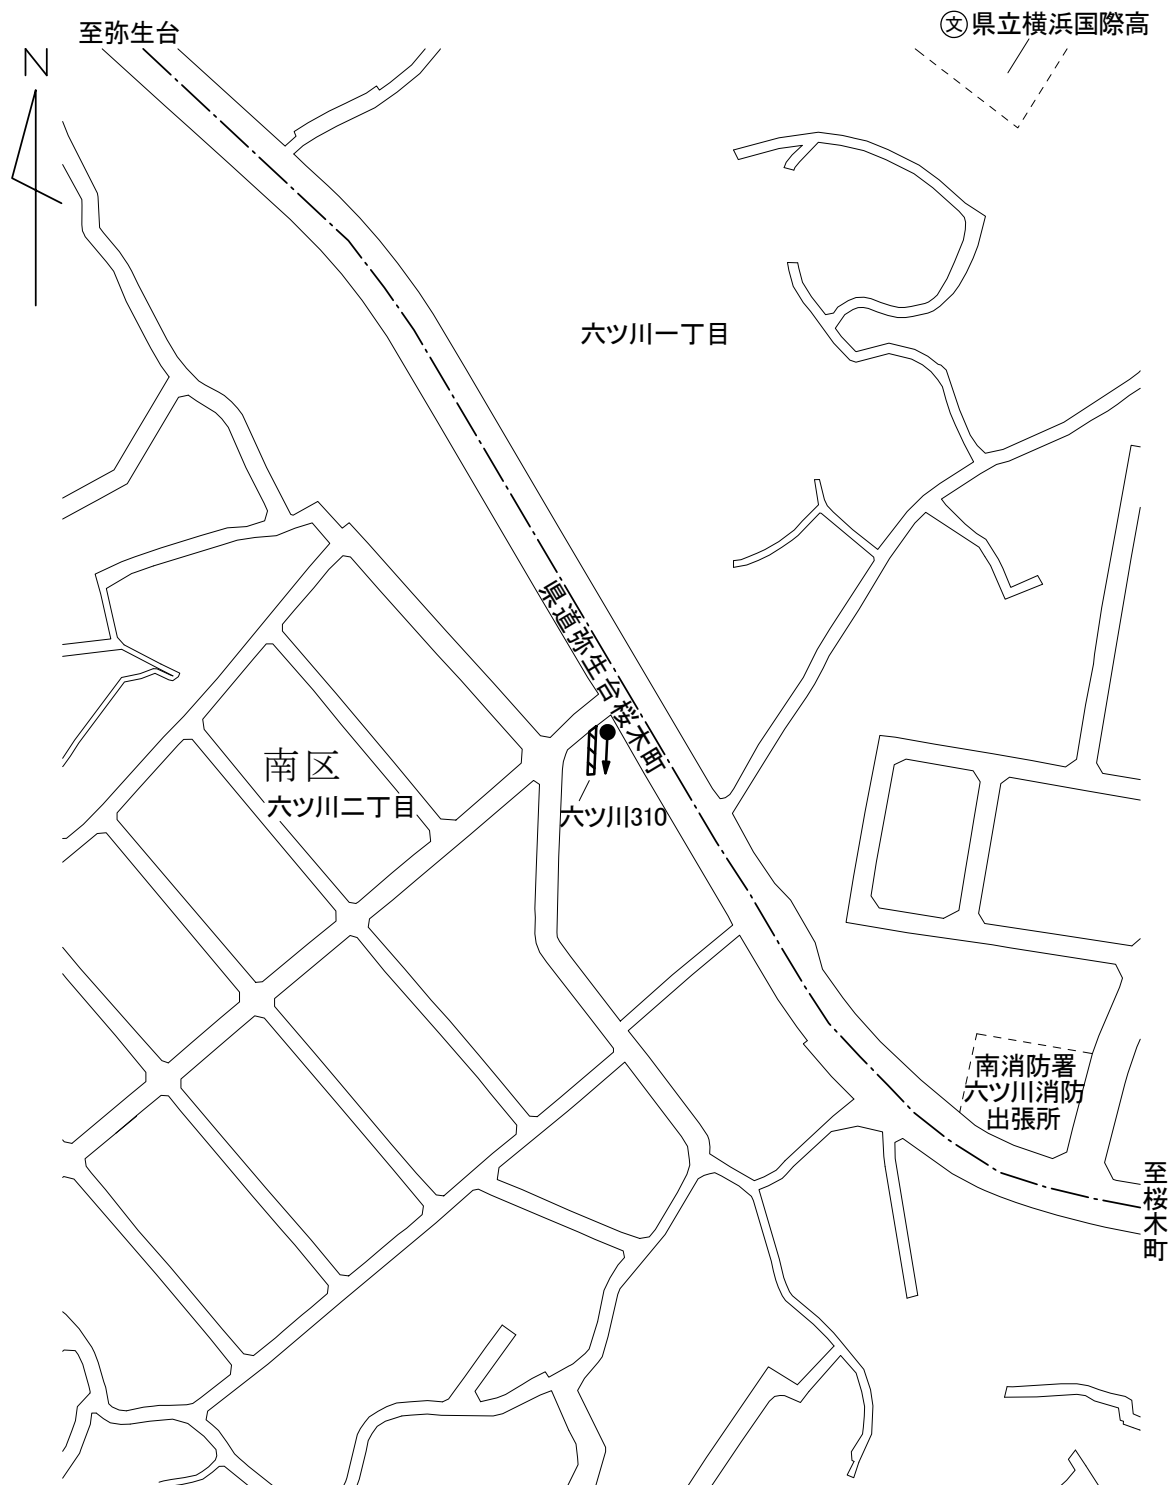 至弥生台
文県立横浜国際高
N
六ツ川一丁目
県道弥生台桜木町
南区
六ツ川二丁目
六ツ川310
南消防署
六ツ川消防
出張所
至桜木町